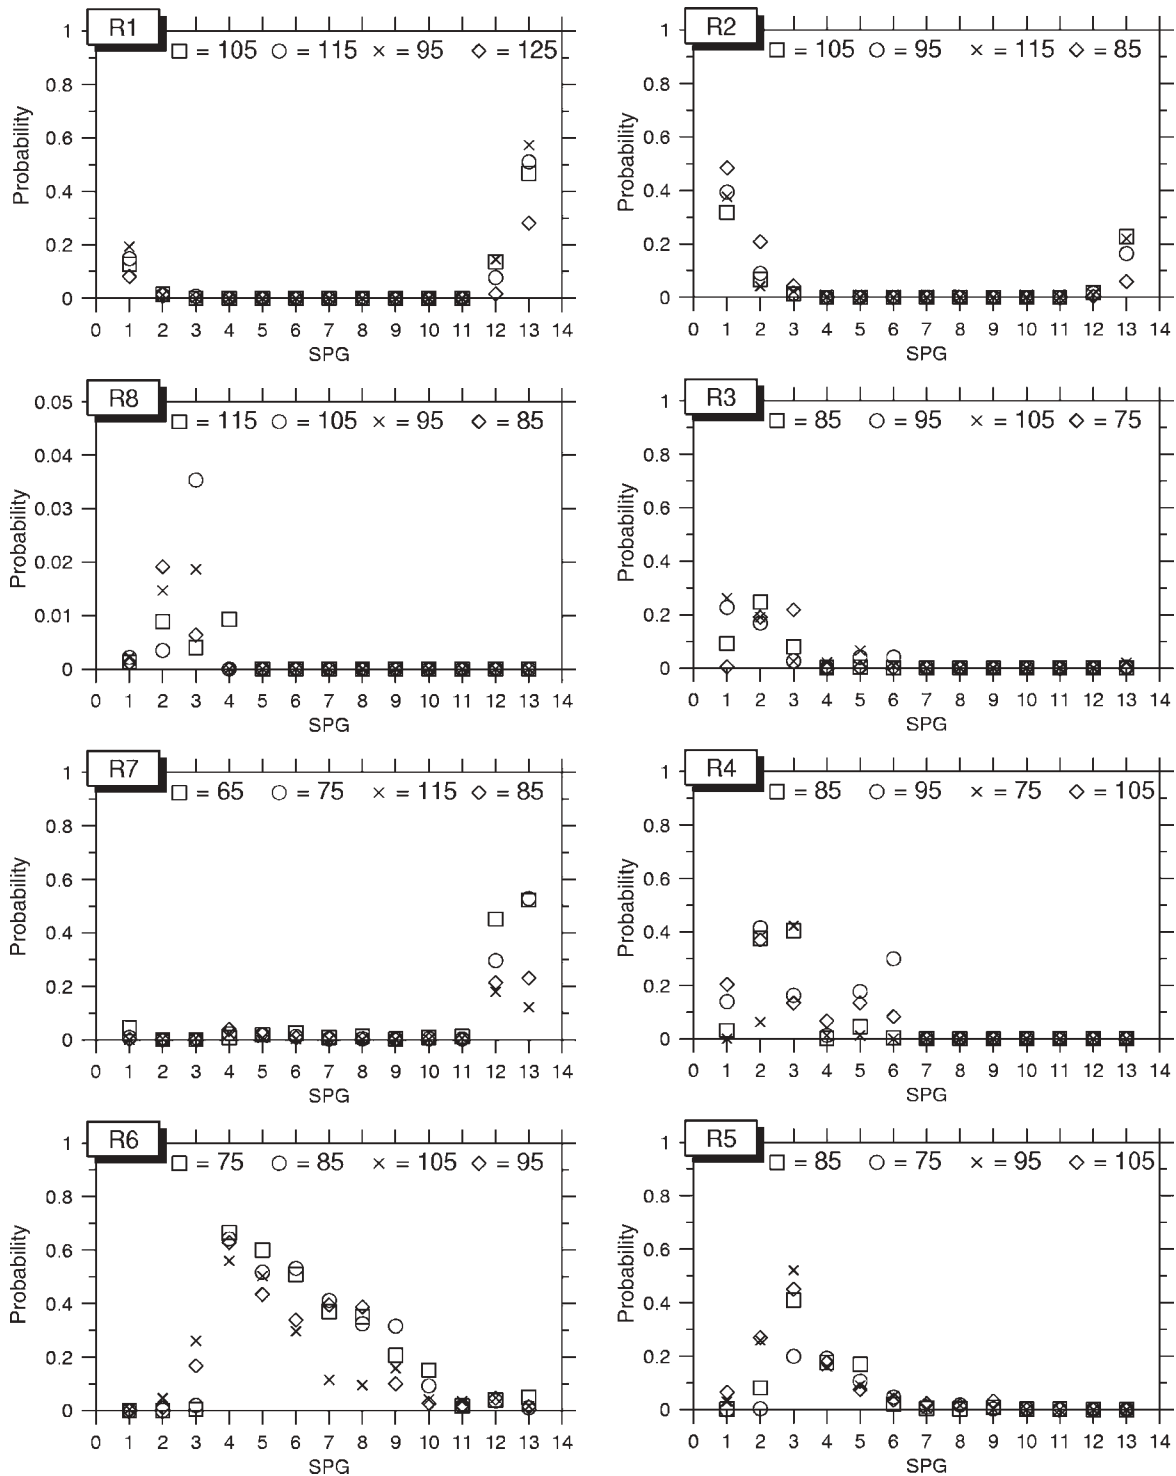 R1
□ = 105 ○ = 115 × = 95 ◇ = 125
1
0.8
0.6
0.4
0.2
0
Probability
0 1 2 3 4 5 6 7 8 9 10 11 12 13 14
SPG
R2
□ = 105 ○ = 95 × = 115 ◇ = 85
1
0.8
0.6
0.4
0.2
0
Probability
0 1 2 3 4 5 6 7 8 9 10 11 12 13 14
SPG
R8
□ = 115 ○ = 105 × = 95 ◇ = 85
0.05
0.04
0.03
0.02
0.01
0
Probability
0 1 2 3 4 5 6 7 8 9 10 11 12 13 14
SPG
R3
□ = 85 ○ = 95 × = 105 ◇ = 75
1
0.8
0.6
0.4
0.2
0
Probability
0 1 2 3 4 5 6 7 8 9 10 11 12 13 14
SPG
R7
□ = 65 ○ = 75 × = 115 ◇ = 85
1
0.8
0.6
0.4
0.2
0
Probability
0 1 2 3 4 5 6 7 8 9 10 11 12 13 14
SPG
R4
□ = 85 ○ = 95 × = 75 ◇ = 105
1
0.8
0.6
0.4
0.2
0
Probability
0 1 2 3 4 5 6 7 8 9 10 11 12 13 14
SPG
R6
□ = 75 ○ = 85 × = 105 ◇ = 95
1
0.8
0.6
0.4
0.2
0
Probability
0 1 2 3 4 5 6 7 8 9 10 11 12 13 14
SPG
R5
□ = 85 ○ = 75 × = 95 ◇ = 105
1
0.8
0.6
0.4
0.2
0
Probability
0 1 2 3 4 5 6 7 8 9 10 11 12 13 14
SPG